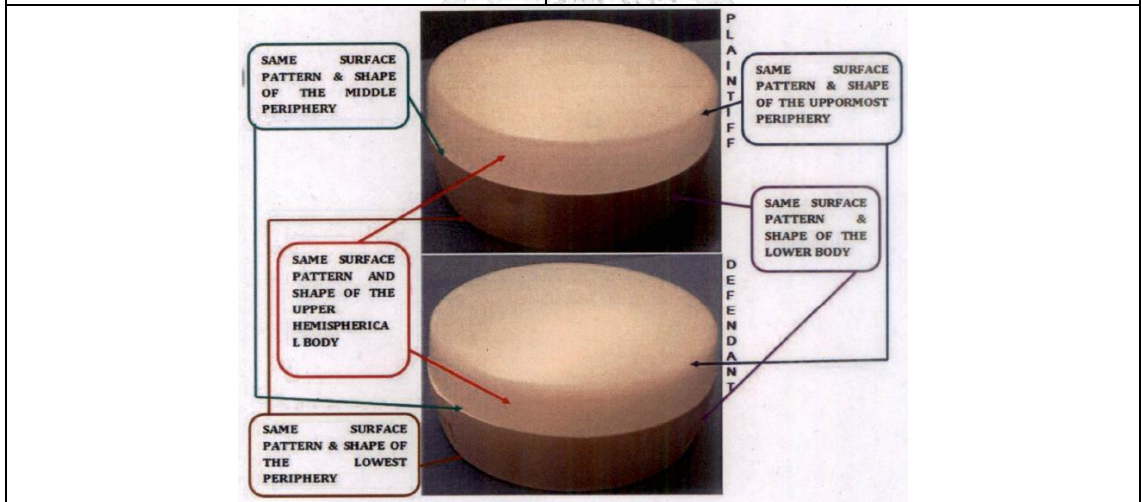 SAME SURFACE
PATTERN & SHAPE
OF THE MIDDLE
PERIPHERY
PLAINTIFF
SAME SURFACE
PATTERN & SHAPE
OF THE UPPORMOST
PERIPHERY
SAME SURFACE
PATTERN &
SHAPE OF THE
LOWER BODY
SAME SURFACE
PATTERN AND
SHAPE OF THE
UPPER
HEMISPHERICA
L BODY
DEFENDANT
SAME SURFACE
PATTERN & SHAPE OF
THE LOWEST
PERIPHERY